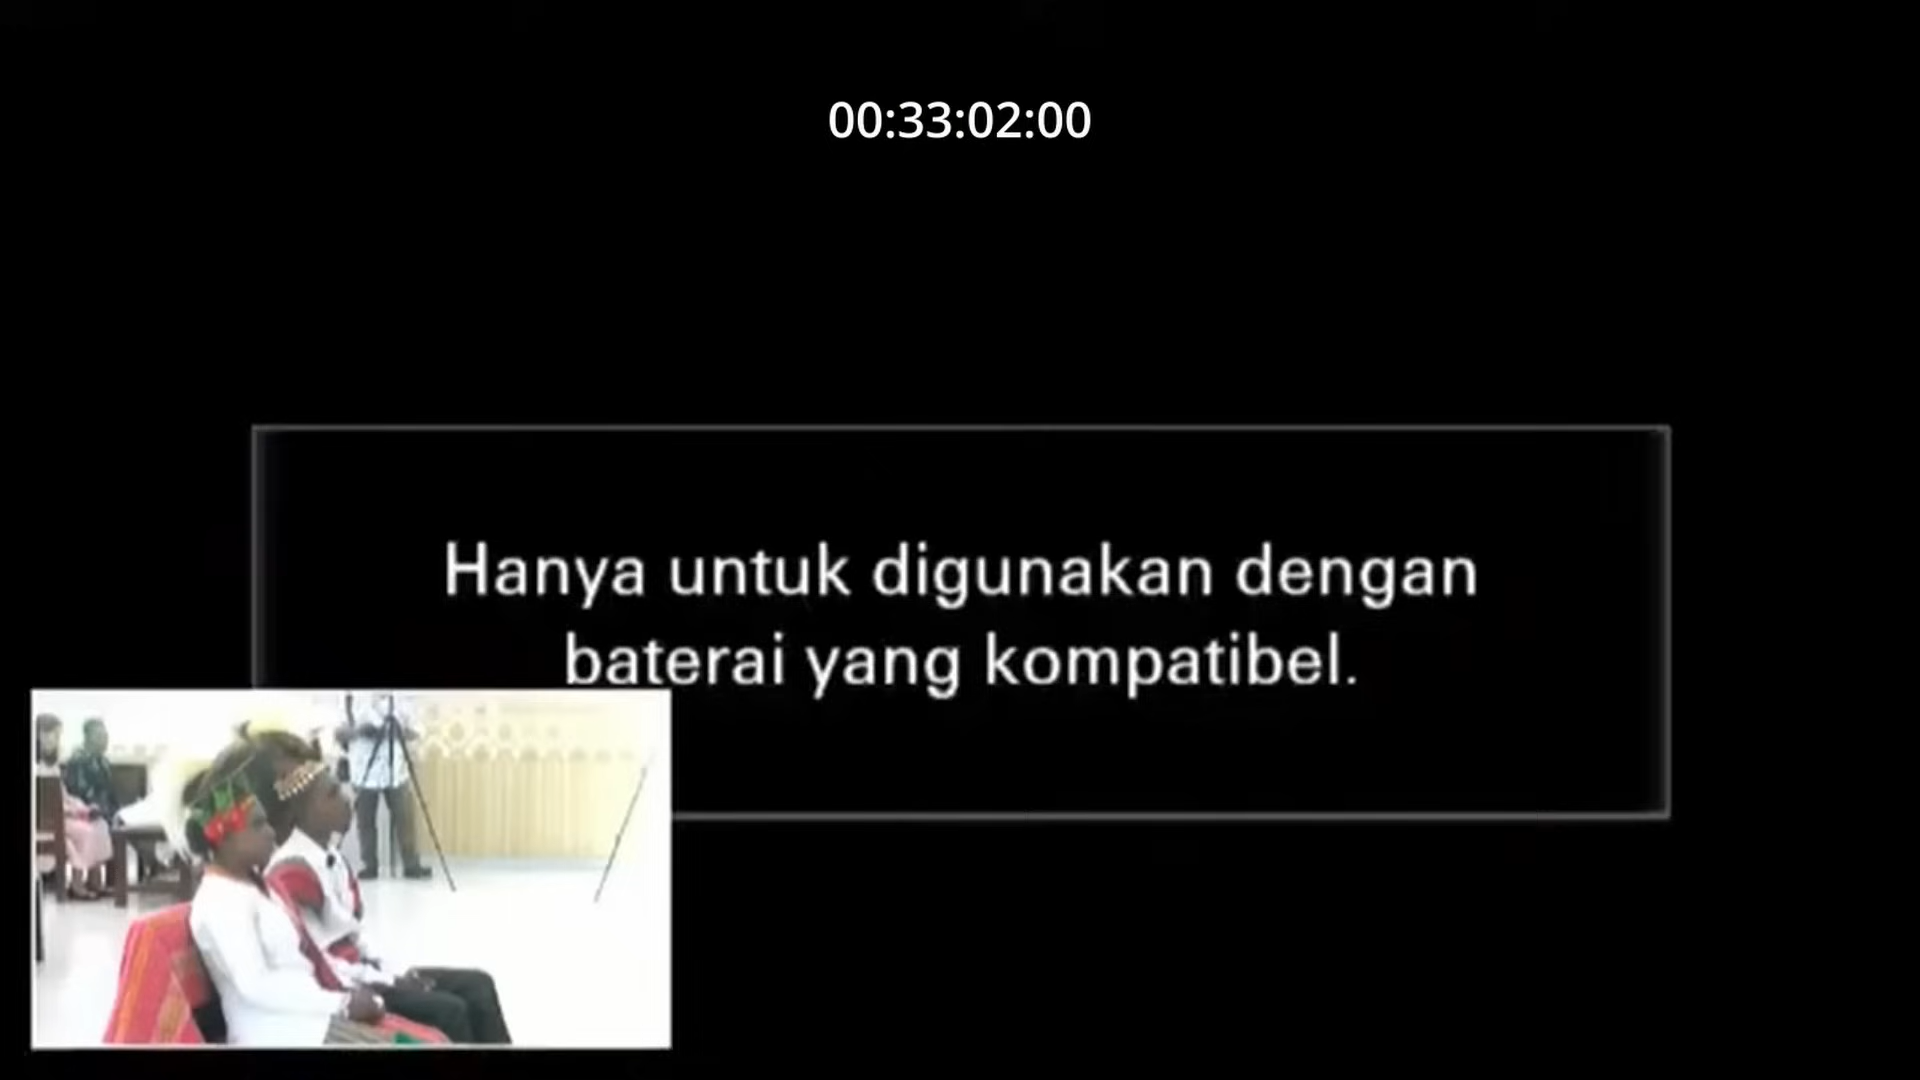 00:33:02:00
Hanya untuk digunakan dengan
baterai yang kompatibel.